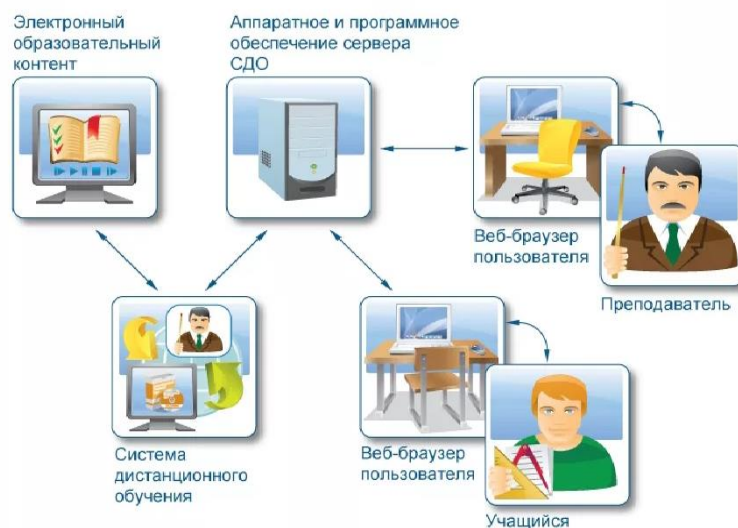 Электронный
образовательный
контент
Аппаратное и программное
обеспечение сервера
СДО
Веб-браузер
пользователя
Преподаватель
Система
дистанционного
обучения
Веб-браузер
пользователя
Учащийся